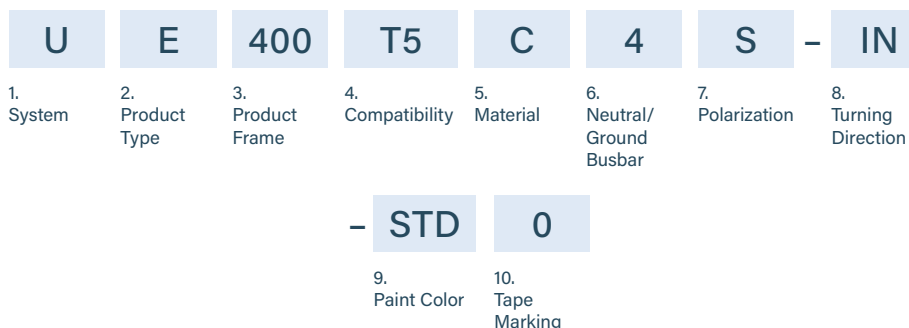 U E 400 T5 C 4 S – IN
1. 2. 3. 4. 5. 6. 7. 8.
System Product Product Compatibility Material Neutral/ Polarization Turning
Type Frame Ground Direction
Busbar
– STD 0
9. 10.
Paint Color Tape
Marking